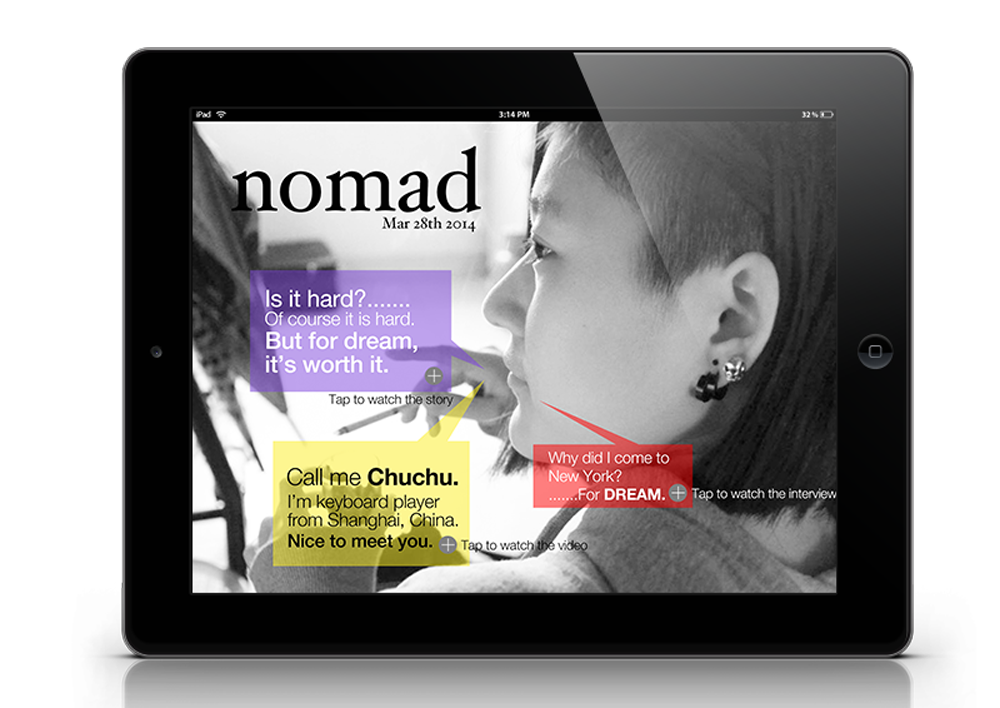 iPad 3:14 PM 32%
nomad
Mar 28th 2014
Is it hard?.......
Of course it is hard.
But for dream,
it's worth it.
Tap to watch the story
Call me Chuchu.
I'm keyboard player
from Shanghai, China.
Nice to meet you.
Tap to watch the video
Why did I come to
New York?
.......For DREAM.
Tap to watch the interview